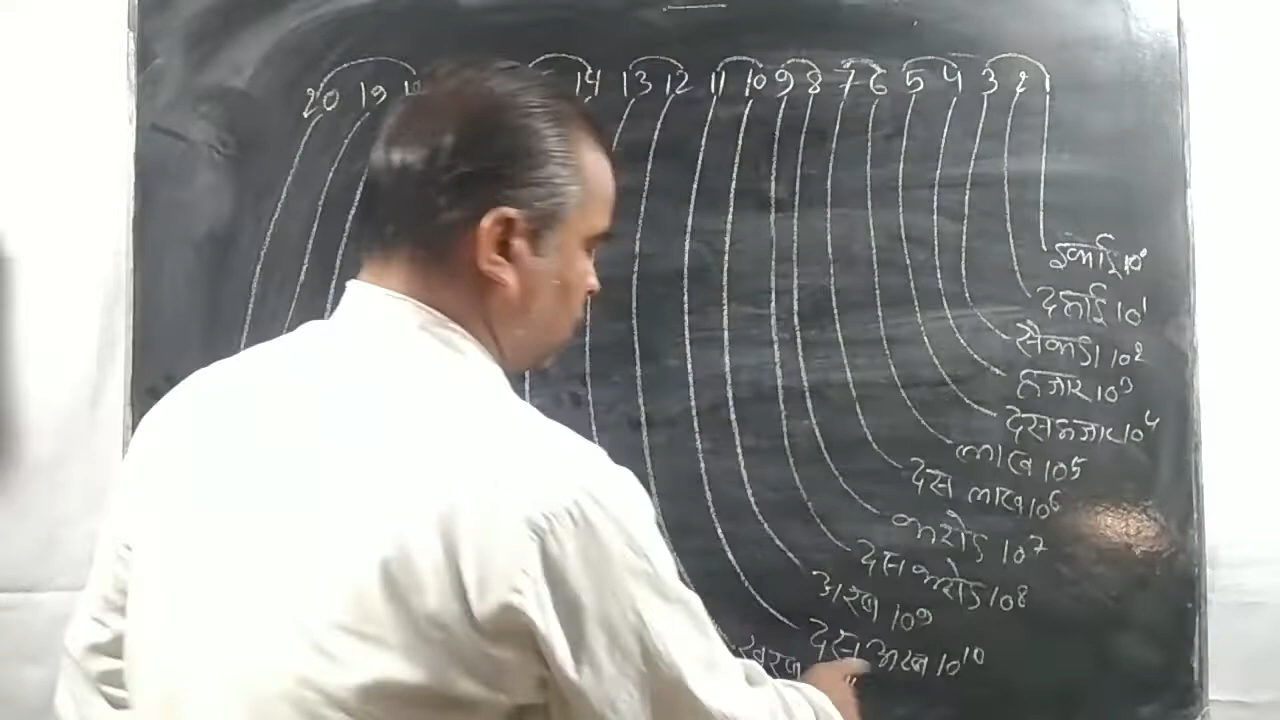 20 19 14 13 12 11 10 9 8 7 6 5 4 3 2 1
इकाई 10⁰
दहाई 10¹
सैकडा 10²
हजार 10³
दस हजार 10⁴
लाख 10⁵
दस लाख 10⁶
करोड 10⁷
दस करोड 10⁸
अरब 10⁹
दस अरब 10¹⁰
खरब